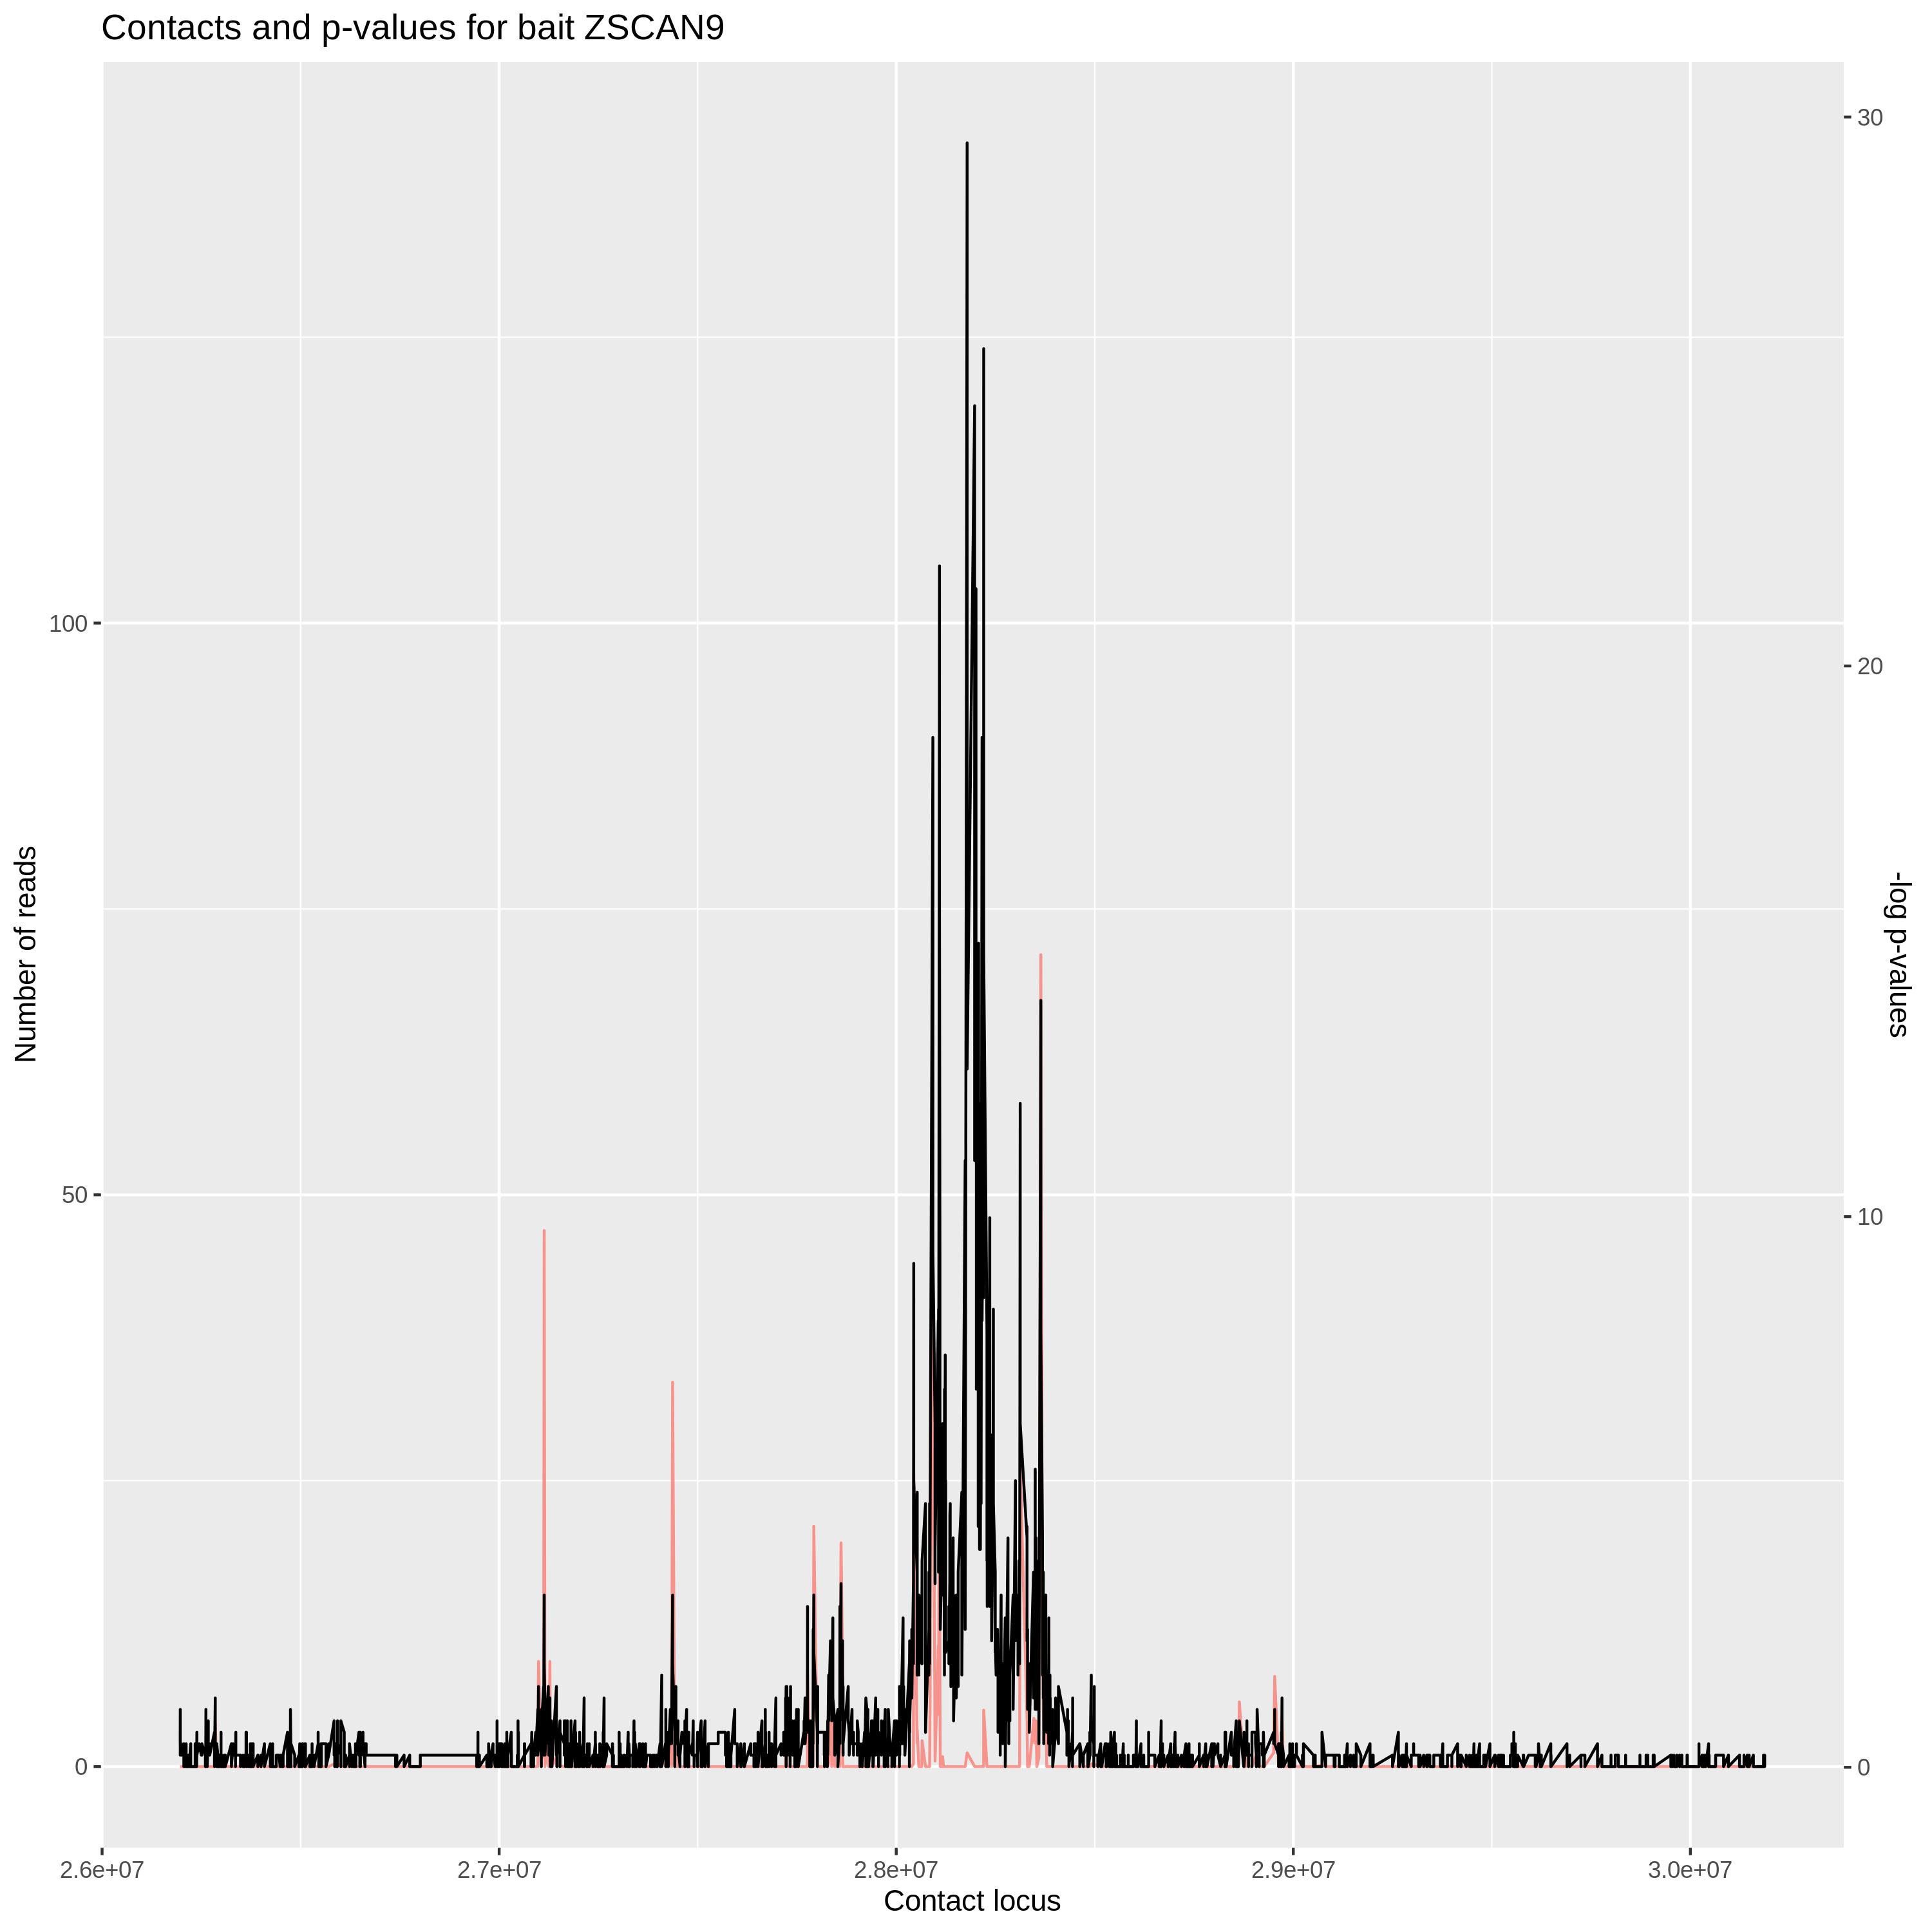 Contacts and p-values for bait ZSCAN9
Number of reads
100
50
0
30
20
10
0
-log p-values
2.6e+07
2.7e+07
2.8e+07
2.9e+07
3.0e+07
Contact locus